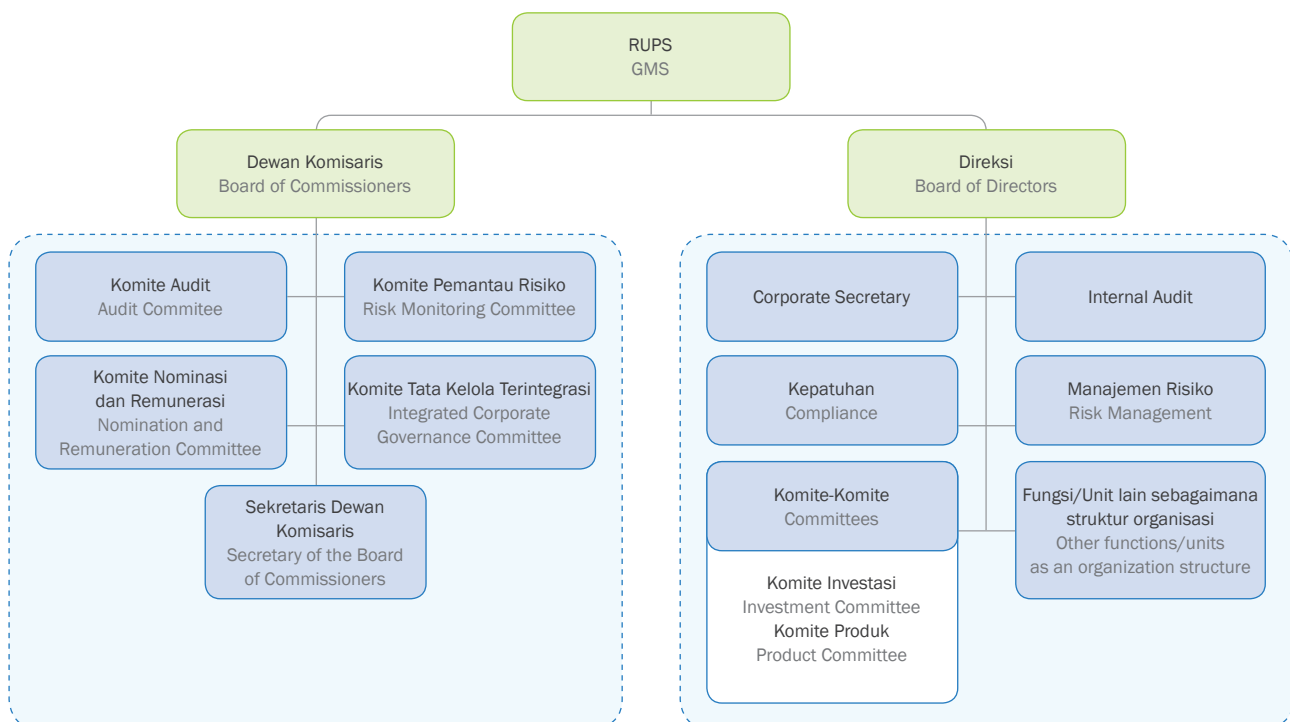 RUPS
GMS
Dewan Komisaris
Board of Commissioners
Direksi
Board of Directors
Komite Audit
Audit Commitee
Komite Pemantau Risiko
Risk Monitoring Committee
Komite Nominasi
dan Remunerasi
Nomination and
Remuneration Committee
Komite Tata Kelola Terintegrasi
Integrated Corporate
Governance Committee
Sekretaris Dewan
Komisaris
Secretary of the Board
of Commissioners
Corporate Secretary
Internal Audit
Kepatuhan
Compliance
Manajemen Risiko
Risk Management
Komite-Komite
Committees
Komite Investasi
Investment Committee
Komite Produk
Product Committee
Fungsi/Unit lain sebagaimana
struktur organisasi
Other functions/units
as an organization structure